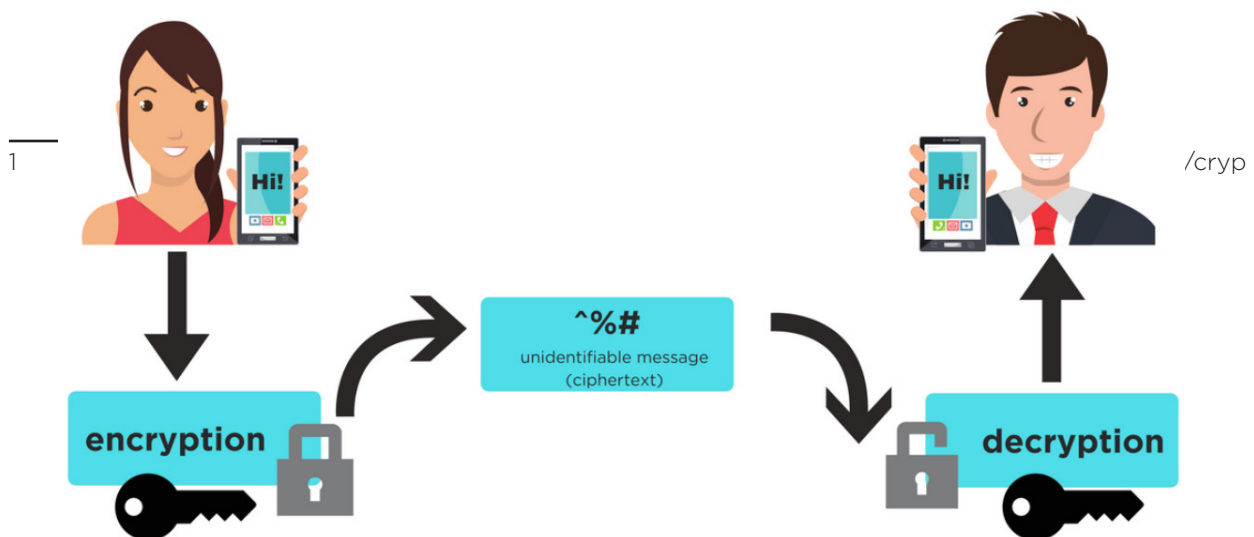 1
Hi!
Hi!
/cryp
^%#
unidentifiable message
(ciphertext)
encryption
decryption